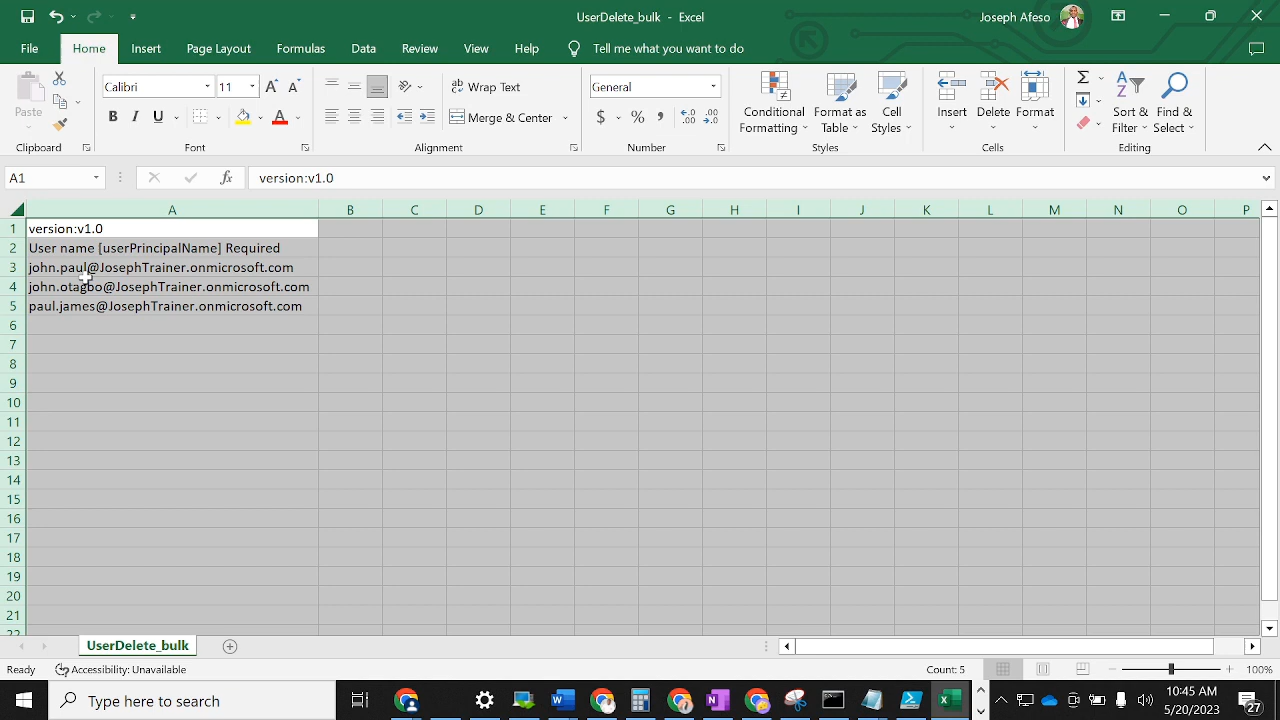 UserDelete_bulk - Excel
Joseph Afeso
File Home Insert Page Layout Formulas Data Review View Help Tell me what you want to do
Paste
Clipboard
Calibri 11
B I U
Font
Wrap Text
Merge & Center
Alignment
General
$ % ,
Number
Conditional Formatting
Format as Table
Cell Styles
Styles
Insert Delete Format
Cells
Sort & Filter
Find & Select
Editing
A1 fx version:v1.0
A B C D E F G H I J K L M N O P
1 version:v1.0
2 User name [userPrincipalName] Required
3 john.paul@JosephTrainer.onmicrosoft.com
4 john.otagbo@JosephTrainer.onmicrosoft.com
5 paul.james@JosephTrainer.onmicrosoft.com
6
7
8
9
10
11
12
13
14
15
16
17
18
19
20
21
22
UserDelete_bulk
Ready Accessibility: Unavailable Count: 5 100%
Type here to search
10:45 AM
5/20/2023
27